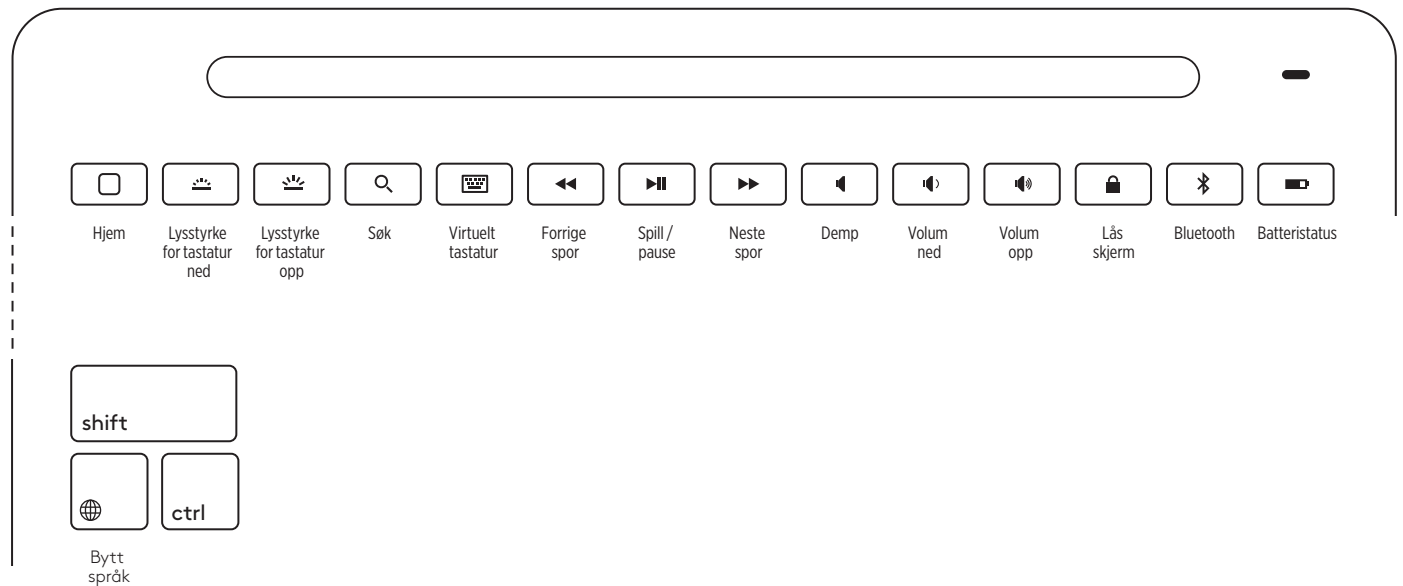 Hjem
Lysstyrke
for tastatur
ned
Lysstyrke
for tastatur
opp
Søk
Virtuelt
tastatur
Forrige
spor
Spill /
pause
Neste
spor
Demp
Volum
ned
Volum
opp
Lås
skjerm
Bluetooth
Batteristatus
shift
ctrl
Bytt
språk